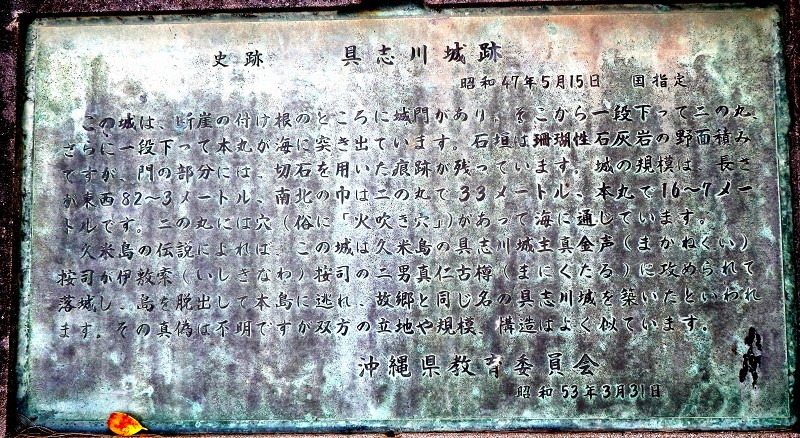 史跡 具志川城跡
昭和47年5月15日 国指定
この城は、断崖の付け根のところに城門があり、そこから一段下って二の丸、
さらに一段下って本丸が海に突き出ています。石垣は珊瑚性石灰岩の野面積み
ですが、門の部分には、切石を用いた痕跡が残っています。城の規模は、長さ
が東西82〜3メートル、南北の巾は二の丸で33メートル、本丸で16〜7メー
トルです。二の丸には穴(俗に「火吹き穴」)があって海に通じています。
久米島の伝説によれば、この城は久米島の具志川城主真金声(まかねくい)
按司が伊敷索(いしきなわ)按司の二男真仁古樽(まにくたる)に攻められて
落城し、島を脱出して本島に逃れ、故郷と同じ名の具志川城を築いたといわれ
ます。その真偽は不明ですが双方の立地や規模、構造はよく似ています。
沖縄県教育委員会
昭和53年3月31日